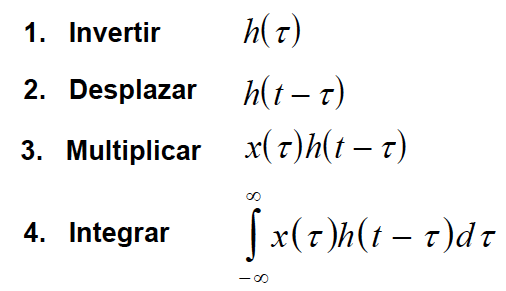 1. Invertir h(τ)
2. Desplazar h(t – τ)
3. Multiplicar x(τ)h(t – τ)
4. Integrar ∫_{-∞}^{∞} x(τ)h(t – τ)dτ